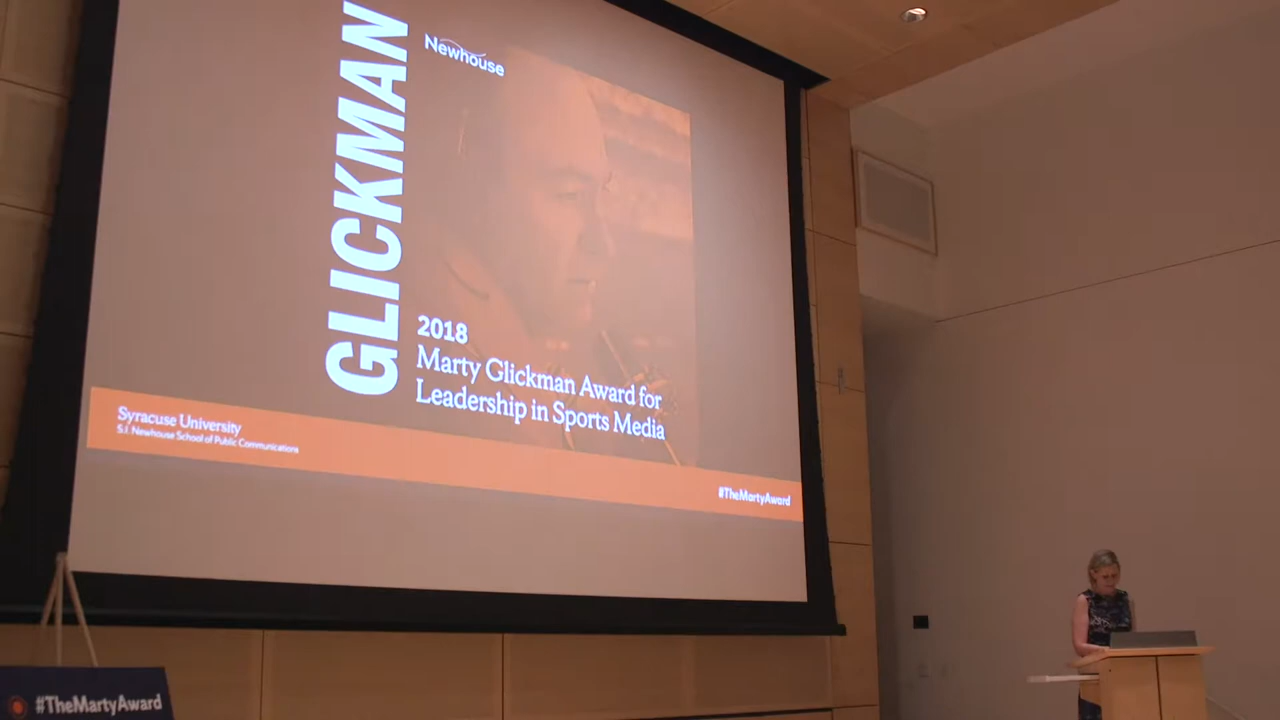 GLICKMAN
Newhouse
2018
Marty Glickman Award for
Leadership in Sports Media
Syracuse University
S.I. Newhouse School of Public Communications
#TheMartyAward
#TheMartyAward